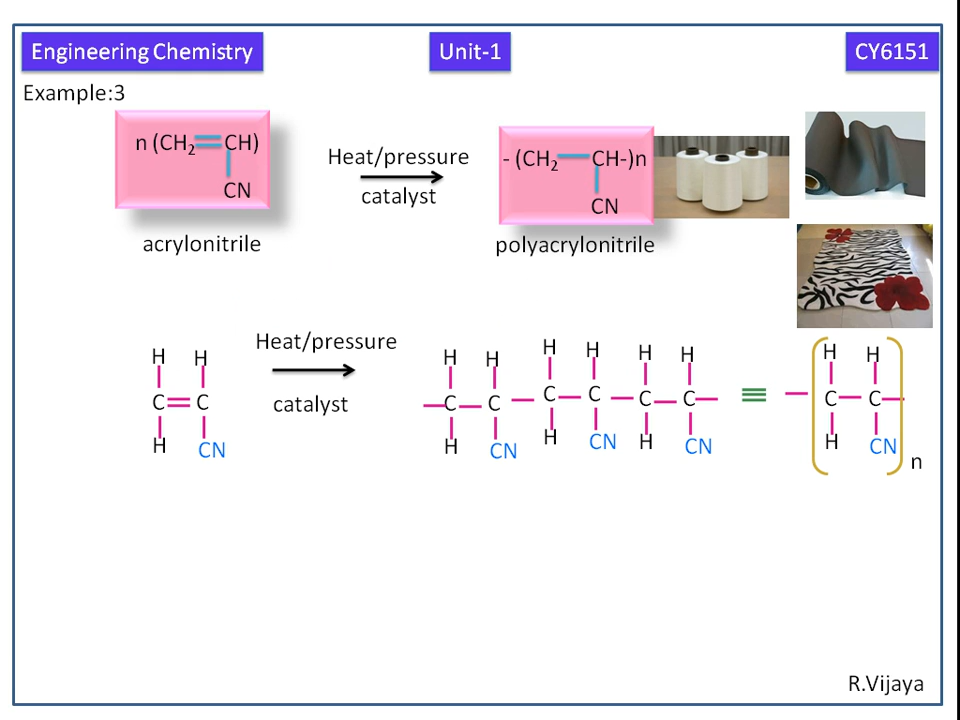 Engineering Chemistry
Unit-1
CY6151
Example:3
n (CH2 CH)
CN
acrylonitrile
Heat/pressure
catalyst
- (CH2 CH-)n
CN
polyacrylonitrile
Heat/pressure
catalyst
H H
C C
H CN
H H H H H H
C C C C C C
H CN H CN H CN
H H
C C
H CN
n
R.Vijaya